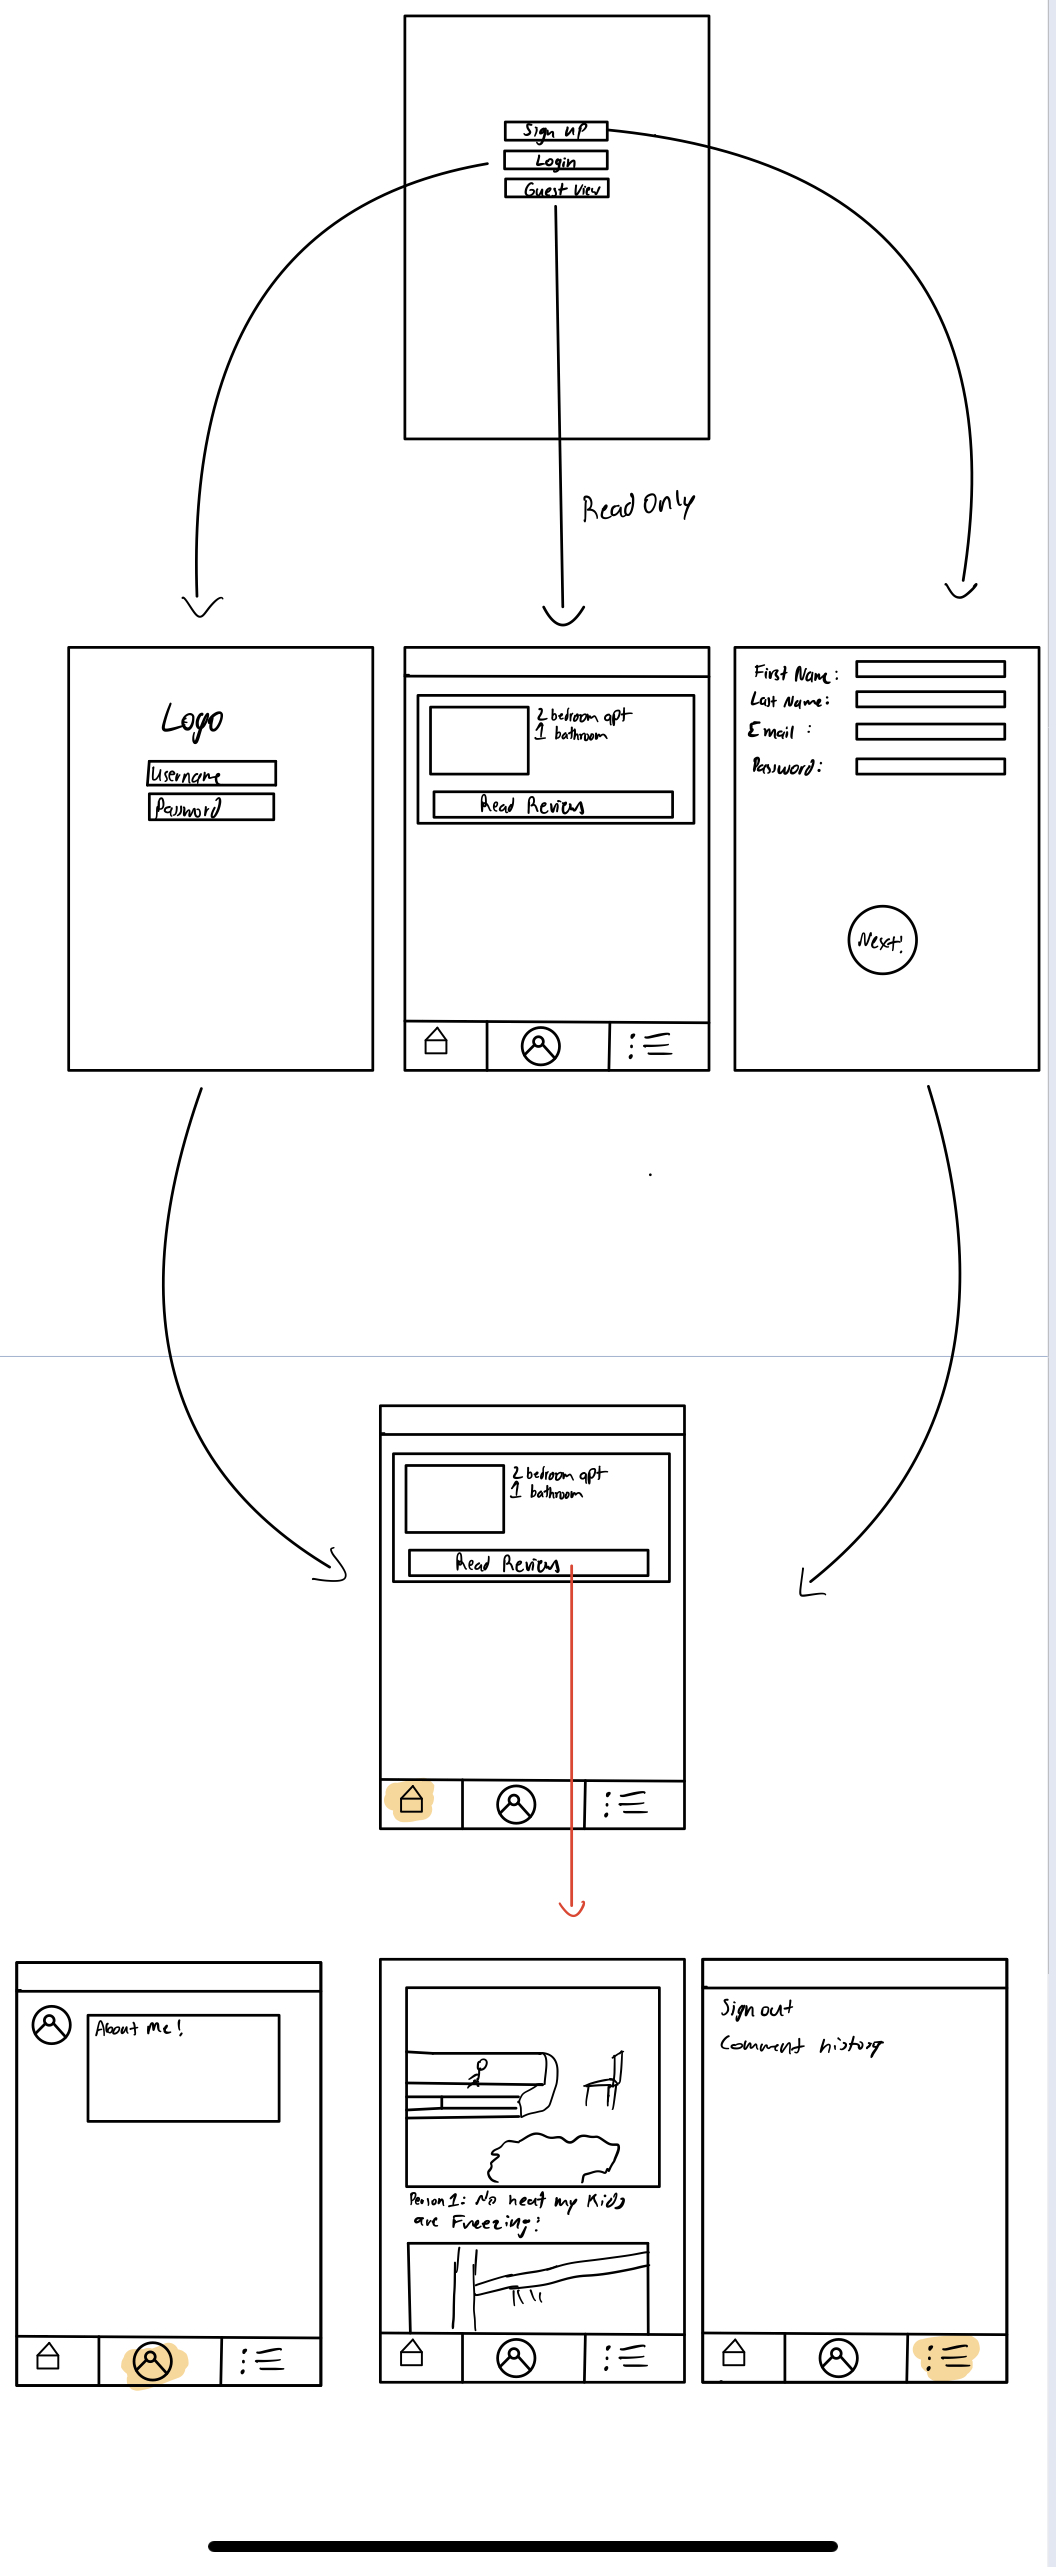 Sign up
Login
Guest View
Read Only
Logo
Username
Password
2 bedroom apt
1 bathroom
Read Reviews
First Name:
Last Name:
Email :
Password:
Next!
2 bedroom apt
1 bathroom
Read Reviews
About me!
Person 1: No heat my Kids
are Freezing!
Sign out
Comment history